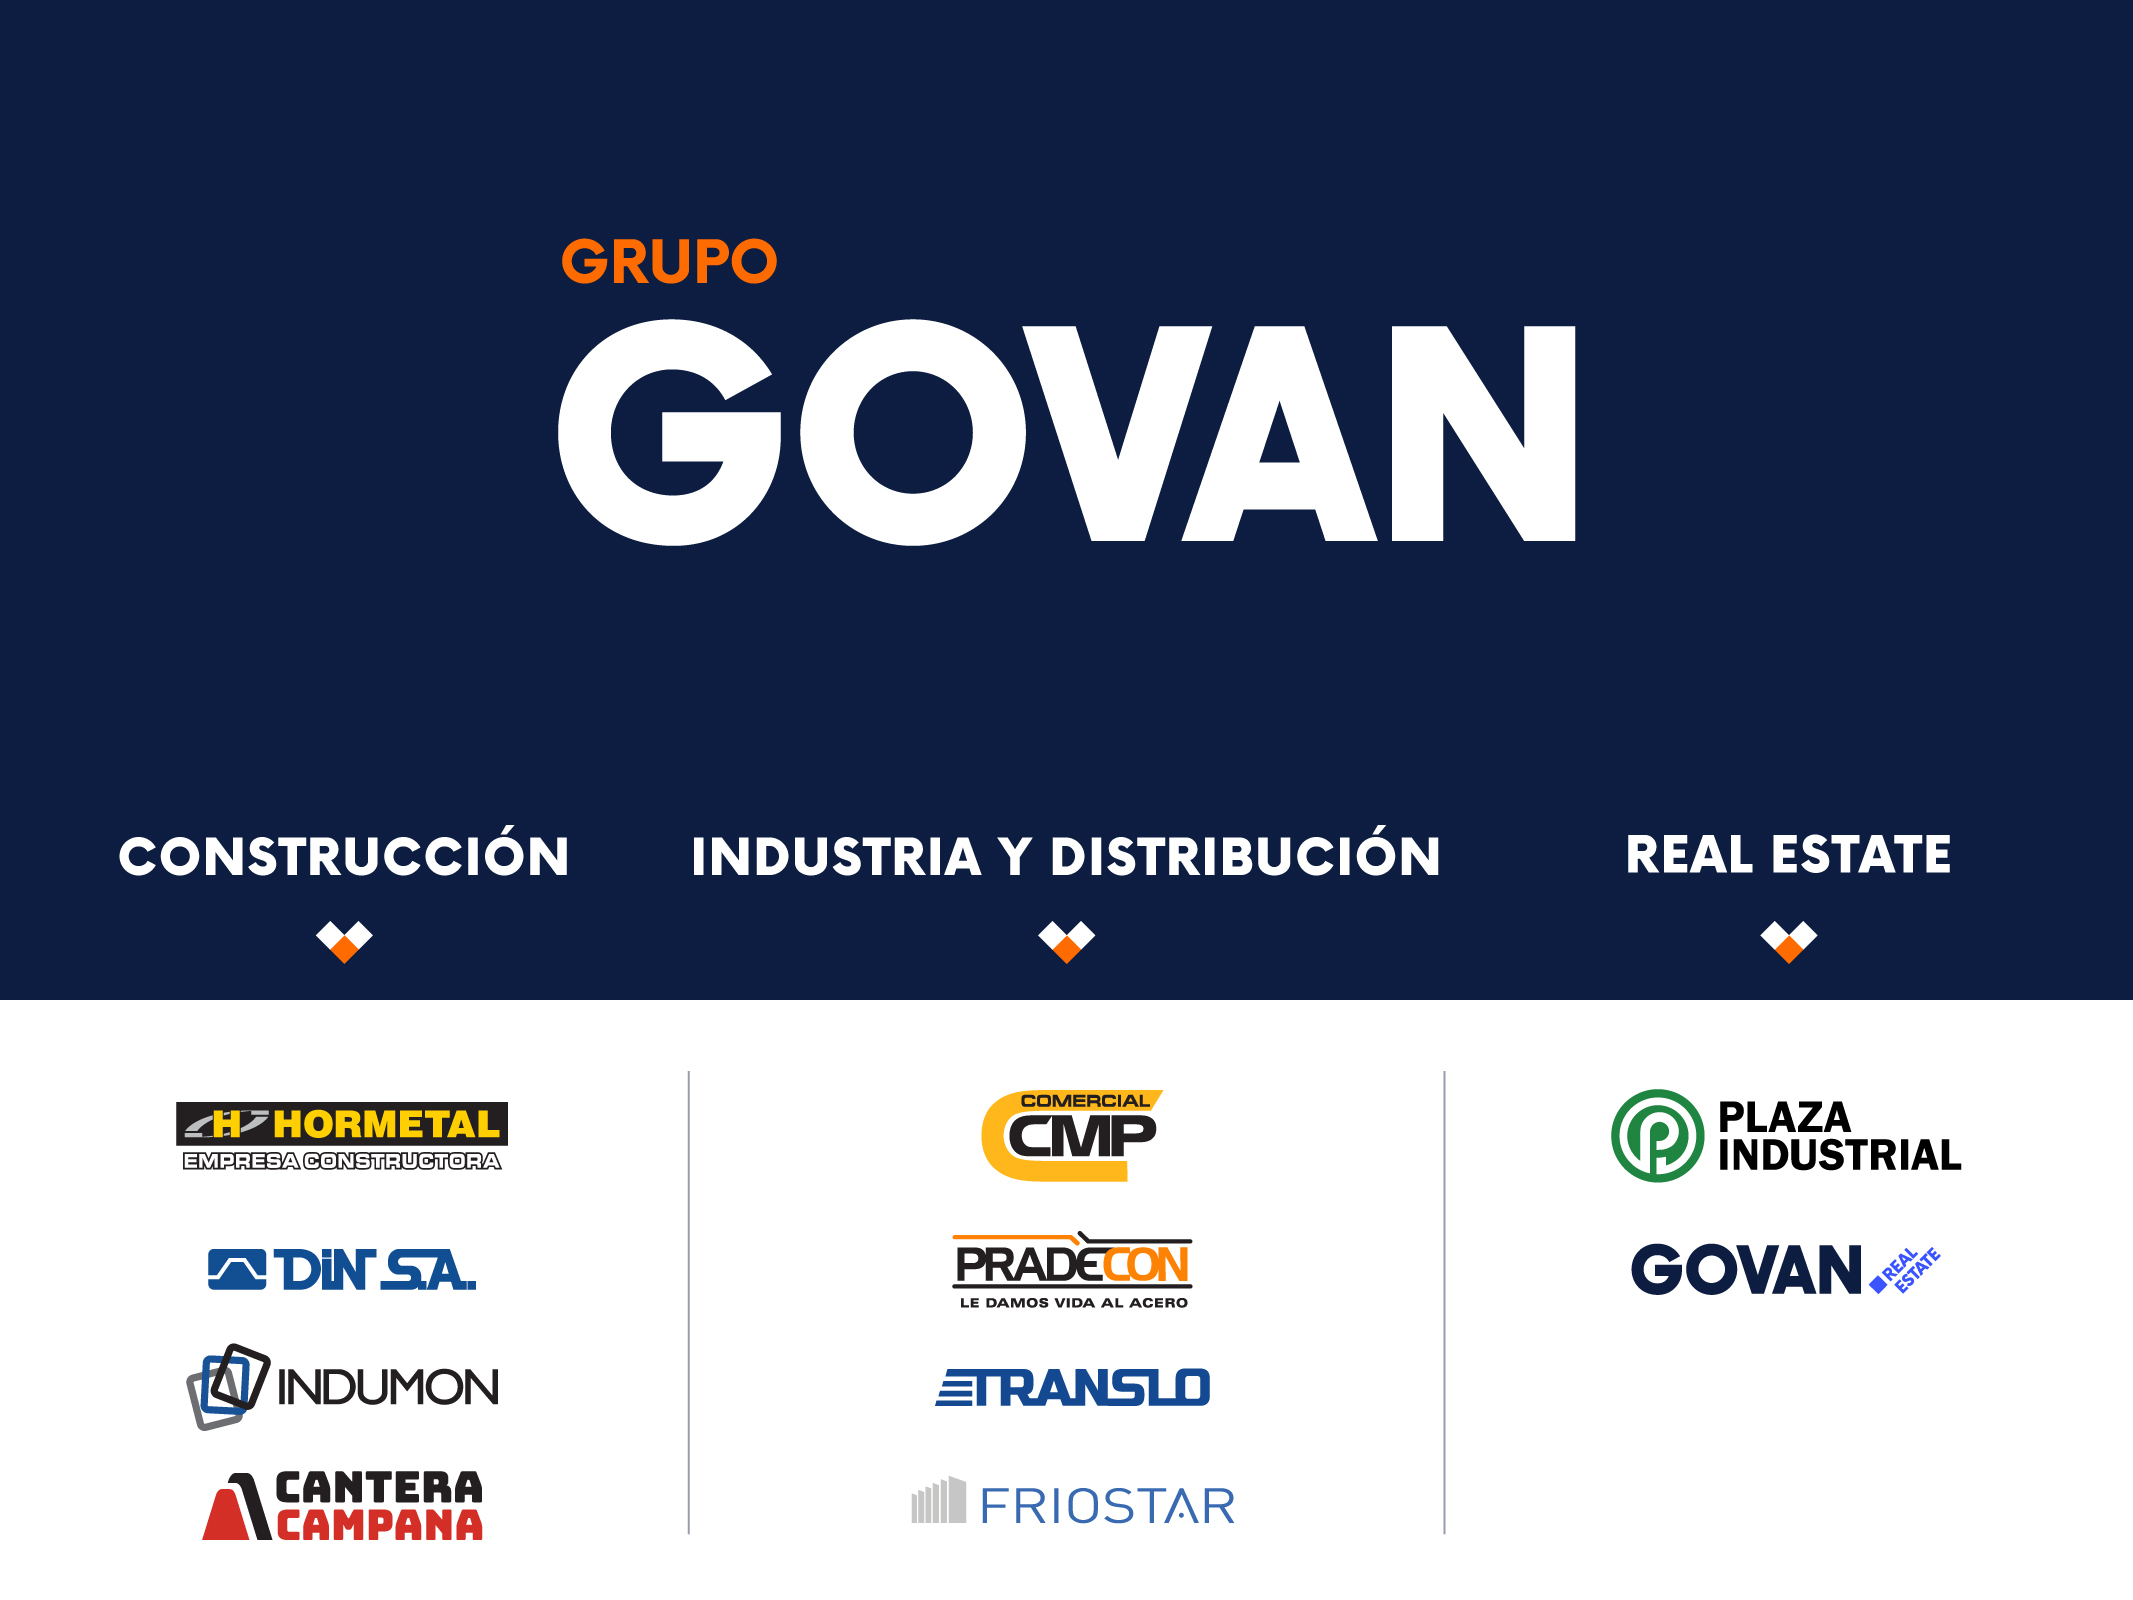 GRUPO
GOVAN
CONSTRUCCIÓN
INDUSTRIA Y DISTRIBUCIÓN
REAL ESTATE
H HORMETAL
EMPRESA CONSTRUCTORA
DIN S.A.
INDUMON
CANTERA
CAMPANA
COMERCIAL
CMP
PRADECON
LE DAMOS VIDA AL ACERO
TRANSLO
FRIOSTAR
PLAZA
INDUSTRIAL
GOVAN
REAL
ESTATE